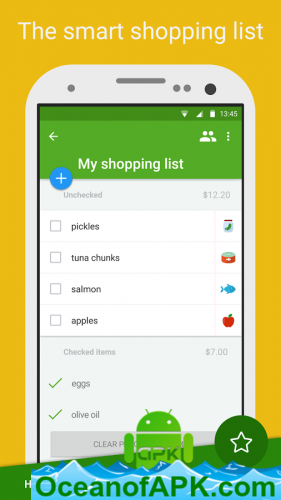 The smart shopping list
13:45
My shopping list
Unchecked $12.20
pickles
tuna chunks
salmon
apples
Checked items $7.00
eggs
olive oil
CLEAR
APK
OceanofAPK.com